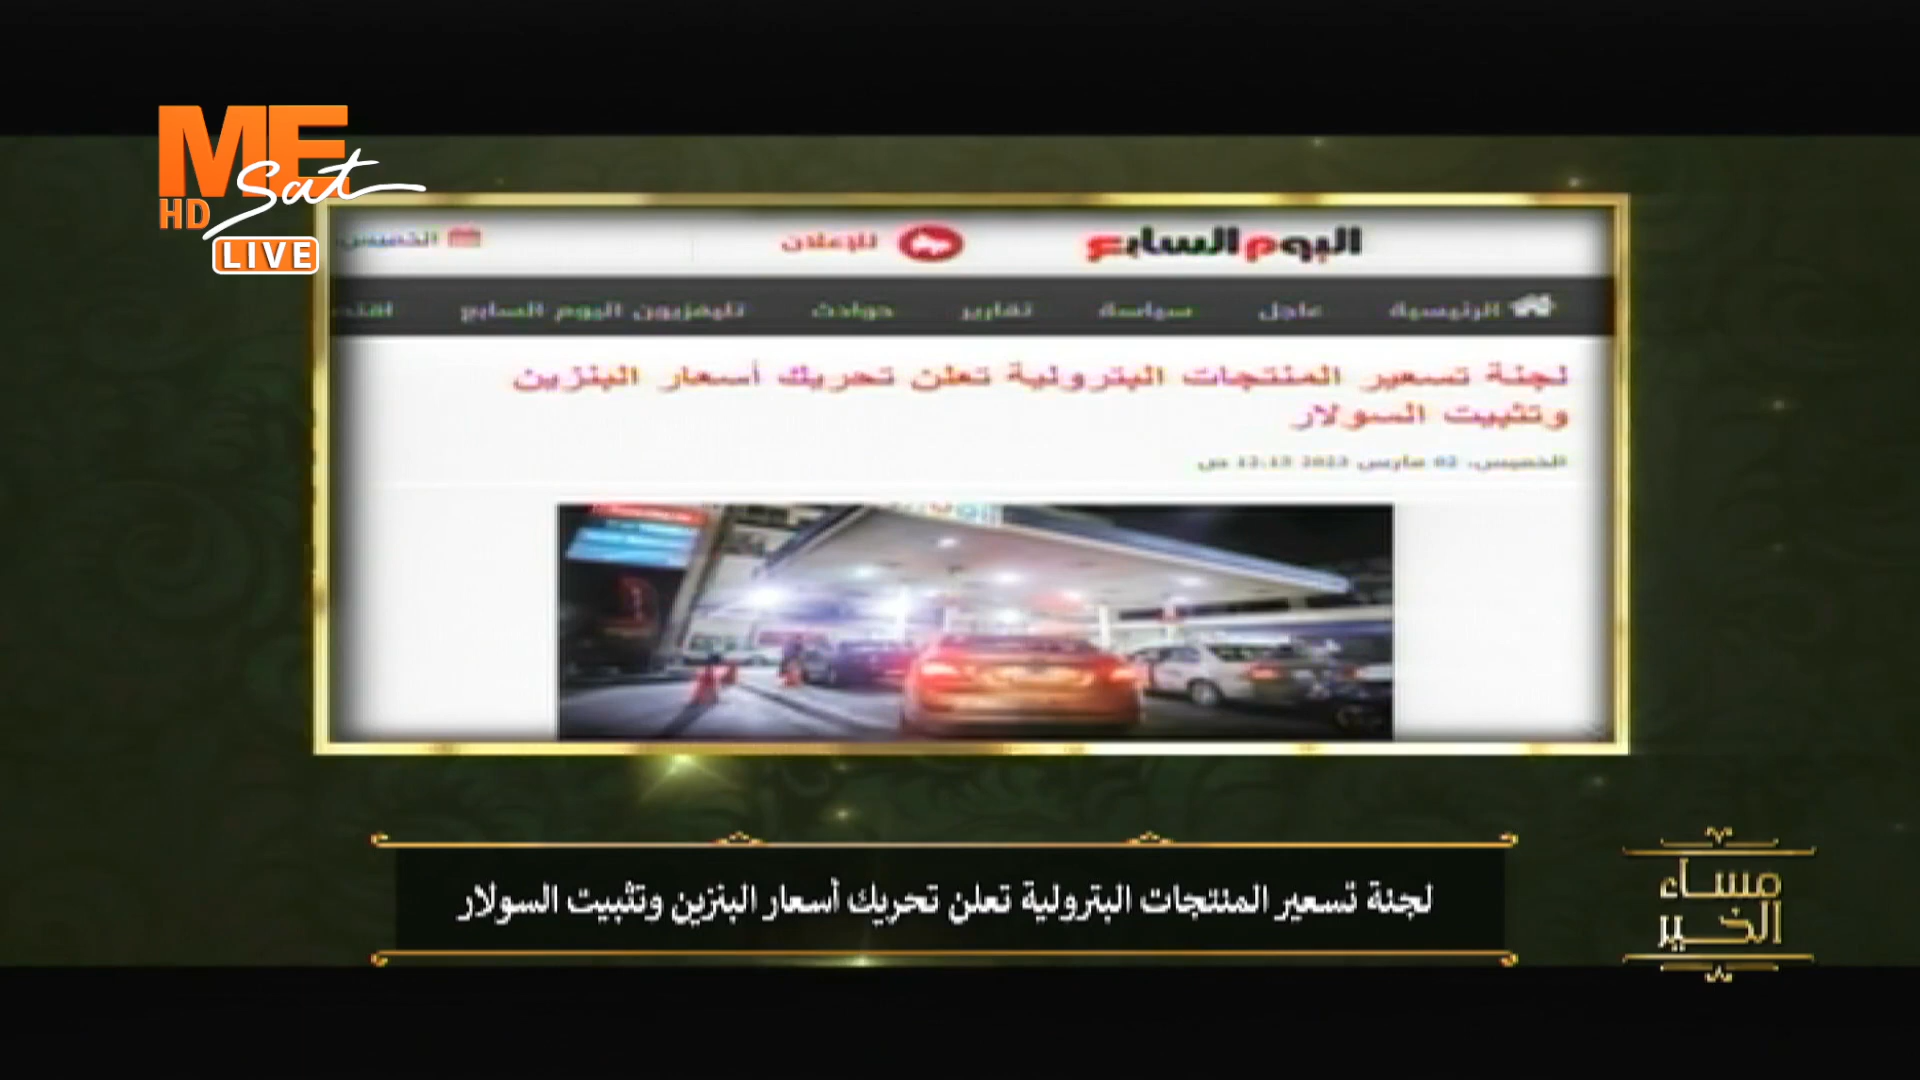 ME
Sat
HD
LIVE
اليوم السابع
للإعلان
الخميس،
الرئيسية
عاجل
سياسة
تقارير
حوادث
تليفزيون اليوم السابع
اقتصا
لجنة تسعير المنتجات البترولية تعلن تحريك أسعار البنزين
وتثبيت السولار
الخميس، 02 مارس 2023 12:15 ص
لجنة تسعير المنتجات البترولية تعلن تحريك أسعار البنزين وتثبيت السولار
مساء
الخير